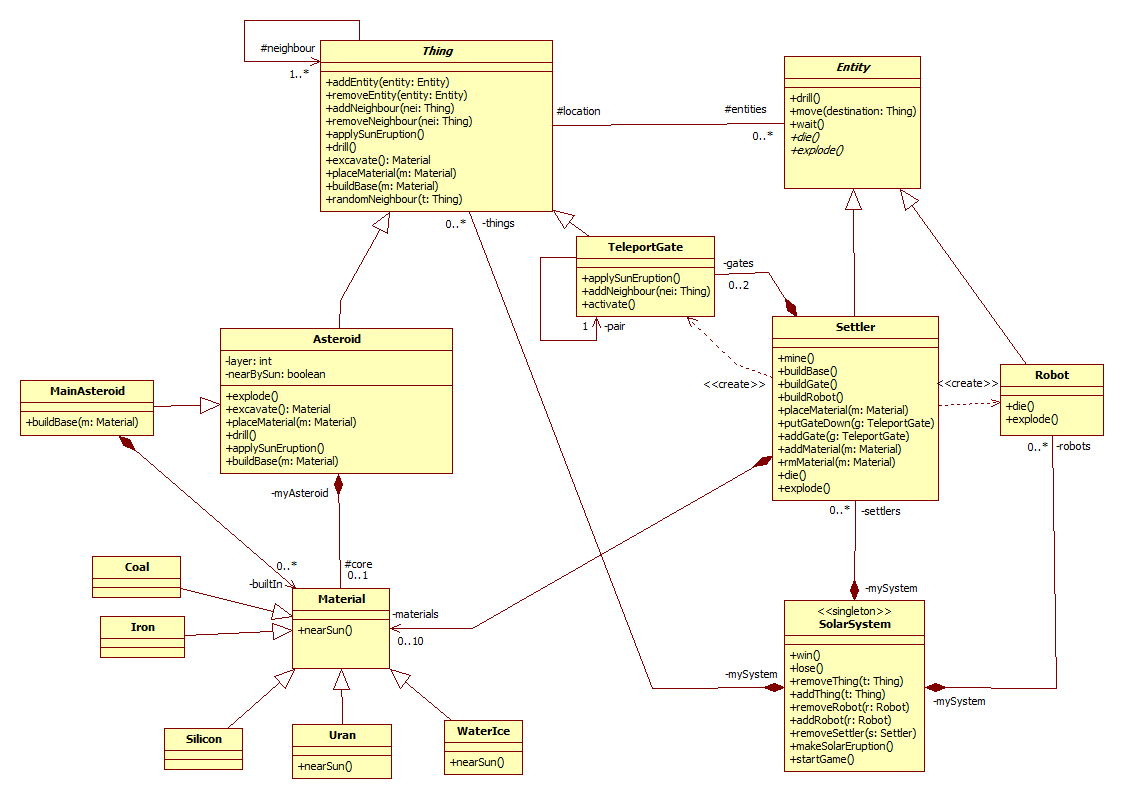 Thing
#neighbour
1..*
+addEntity(entity: Entity)
+removeEntity(entity: Entity)
+addNeighbour(nei: Thing)
+removeNeighbour(nei: Thing)
+applySunEruption()
+drill()
+excavate(): Material
+placeMaterial(m: Material)
+buildBase(m: Material)
+randomNeighbour(t: Thing)
#location
#entities
0..*
Entity
+drill()
+move(destination: Thing)
+wait()
+die()
+explode()
0..*
-things
TeleportGate
+applySunEruption()
+addNeighbour(nei: Thing)
+activate()
1
-pair
-gates
0..2
<<create>>
Settler
+mine()
+buildBase()
+buildGate()
+buildRobot()
+placeMaterial(m: Material)
+putGateDown(g: TeleportGate)
+addGate(g: TeleportGate)
+addMaterial(m: Material)
+rmMaterial(m: Material)
+die()
+explode()
<<create>>
Robot
+die()
+explode()
0..*
-robots
Asteroid
-layer: int
-nearBySun: boolean
+explode()
+excavate(): Material
+placeMaterial(m: Material)
+drill()
+applySunEruption()
+buildBase(m: Material)
MainAsteroid
+buildBase(m: Material)
-myAsteroid
0..*
-settlers
#core
0..1
0..*
-builtIn
Coal
Iron
Material
+nearSun()
-materials
0..10
-mySystem
<<singleton>>
SolarSystem
+win()
+lose()
+removeThing(t: Thing)
+addThing(t: Thing)
+removeRobot(r: Robot)
+addRobot(r: Robot)
+removeSettler(s: Settler)
+makeSolarEruption()
+startGame()
-mySystem
-mySystem
Silicon
Uran
+nearSun()
WaterIce
+nearSun()